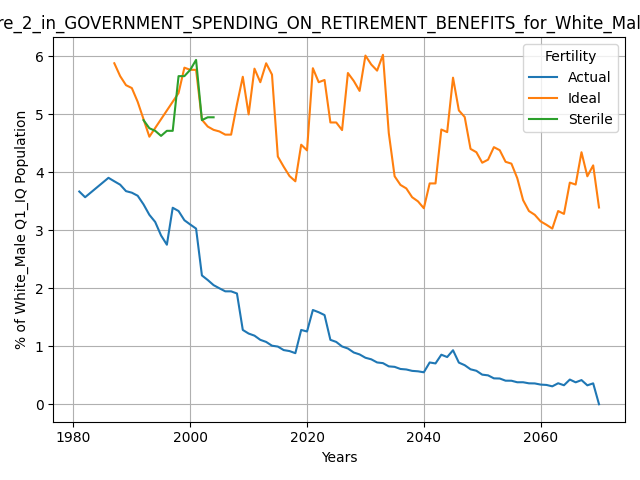 re_2_in_GOVERNMENT_SPENDING_ON_RETIREMENT_BENEFITS_for_White_Mal
Fertility
Actual
Ideal
Sterile
% of White_Male Q1_IQ Population
6
5
4
3
2
1
0
1980 2000 2020 2040 2060
Years